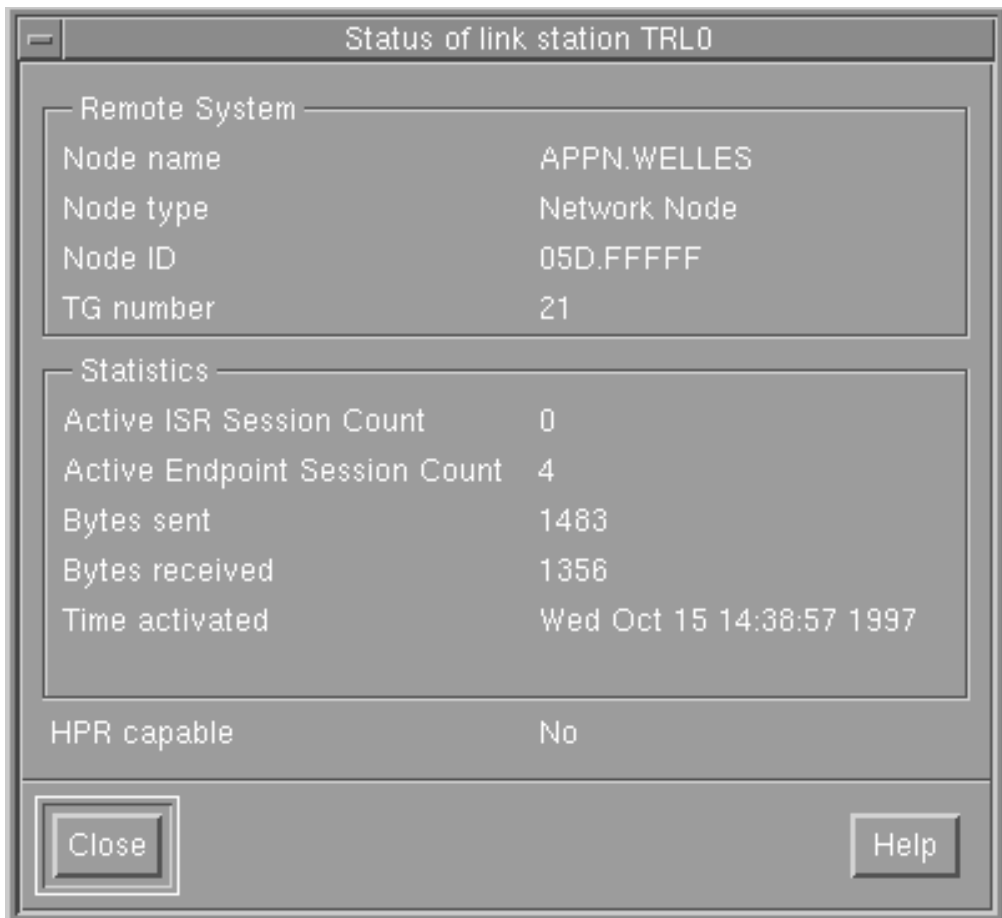 Status of link station TRL0
Remote System
Node name APPN.WELLES
Node type Network Node
Node ID 05D.FFFFF
TG number 21
Statistics
Active ISR Session Count 0
Active Endpoint Session Count 4
Bytes sent 1483
Bytes received 1356
Time activated Wed Oct 15 14:38:57 1997
HPR capable No
Close Help